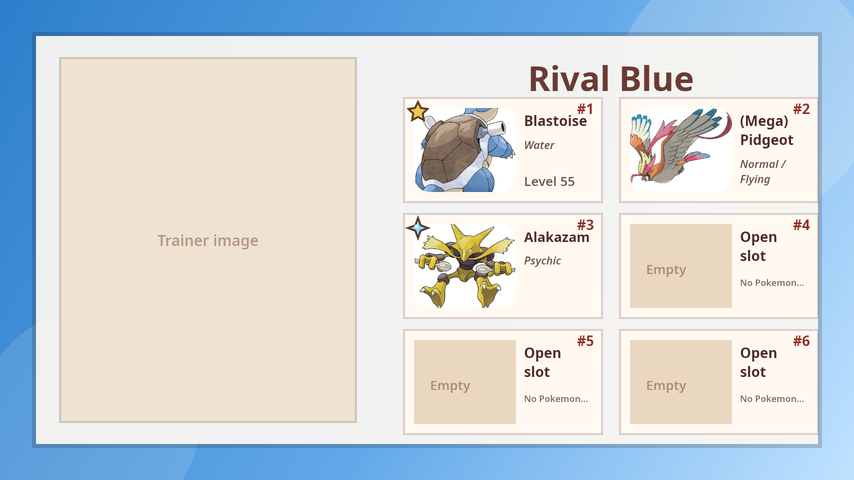 Rival Blue
Trainer image
#1
Blastoise
Water
Level 55
#2
(Mega)
Pidgeot
Normal /
Flying
#3
Alakazam
Psychic
#4
Open
slot
Empty
No Pokemon...
#5
Open
slot
Empty
No Pokemon...
#6
Open
slot
Empty
No Pokemon...